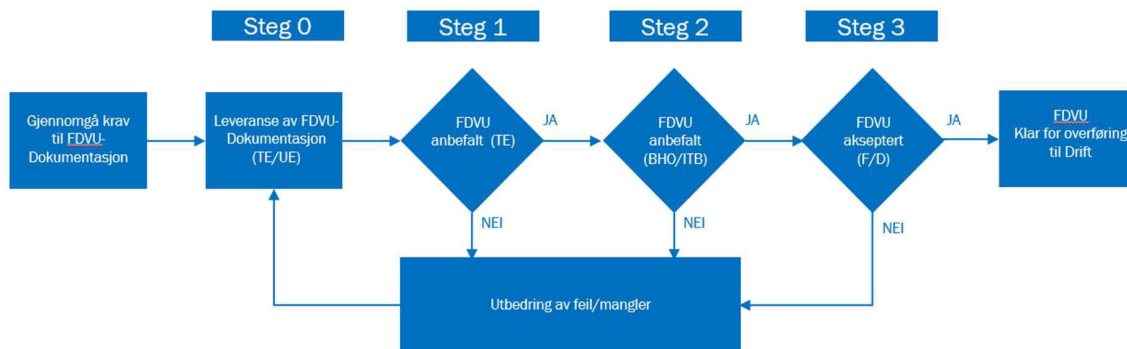 Steg 0
Steg 1
Steg 2
Steg 3
Gjennomgå krav
til FDVU-
Dokumentasjon
Leveranse av FDVU-
Dokumentasjon
(TE/UE)
FDVU
anbefalt (TE)
JA
FDVU
anbefalt
(BHO/ITB)
JA
FDVU
akseptert
(F/D)
JA
FDVU
Klar for overføring
til Drift
NEI
NEI
NEI
Utbedring av feil/mangler